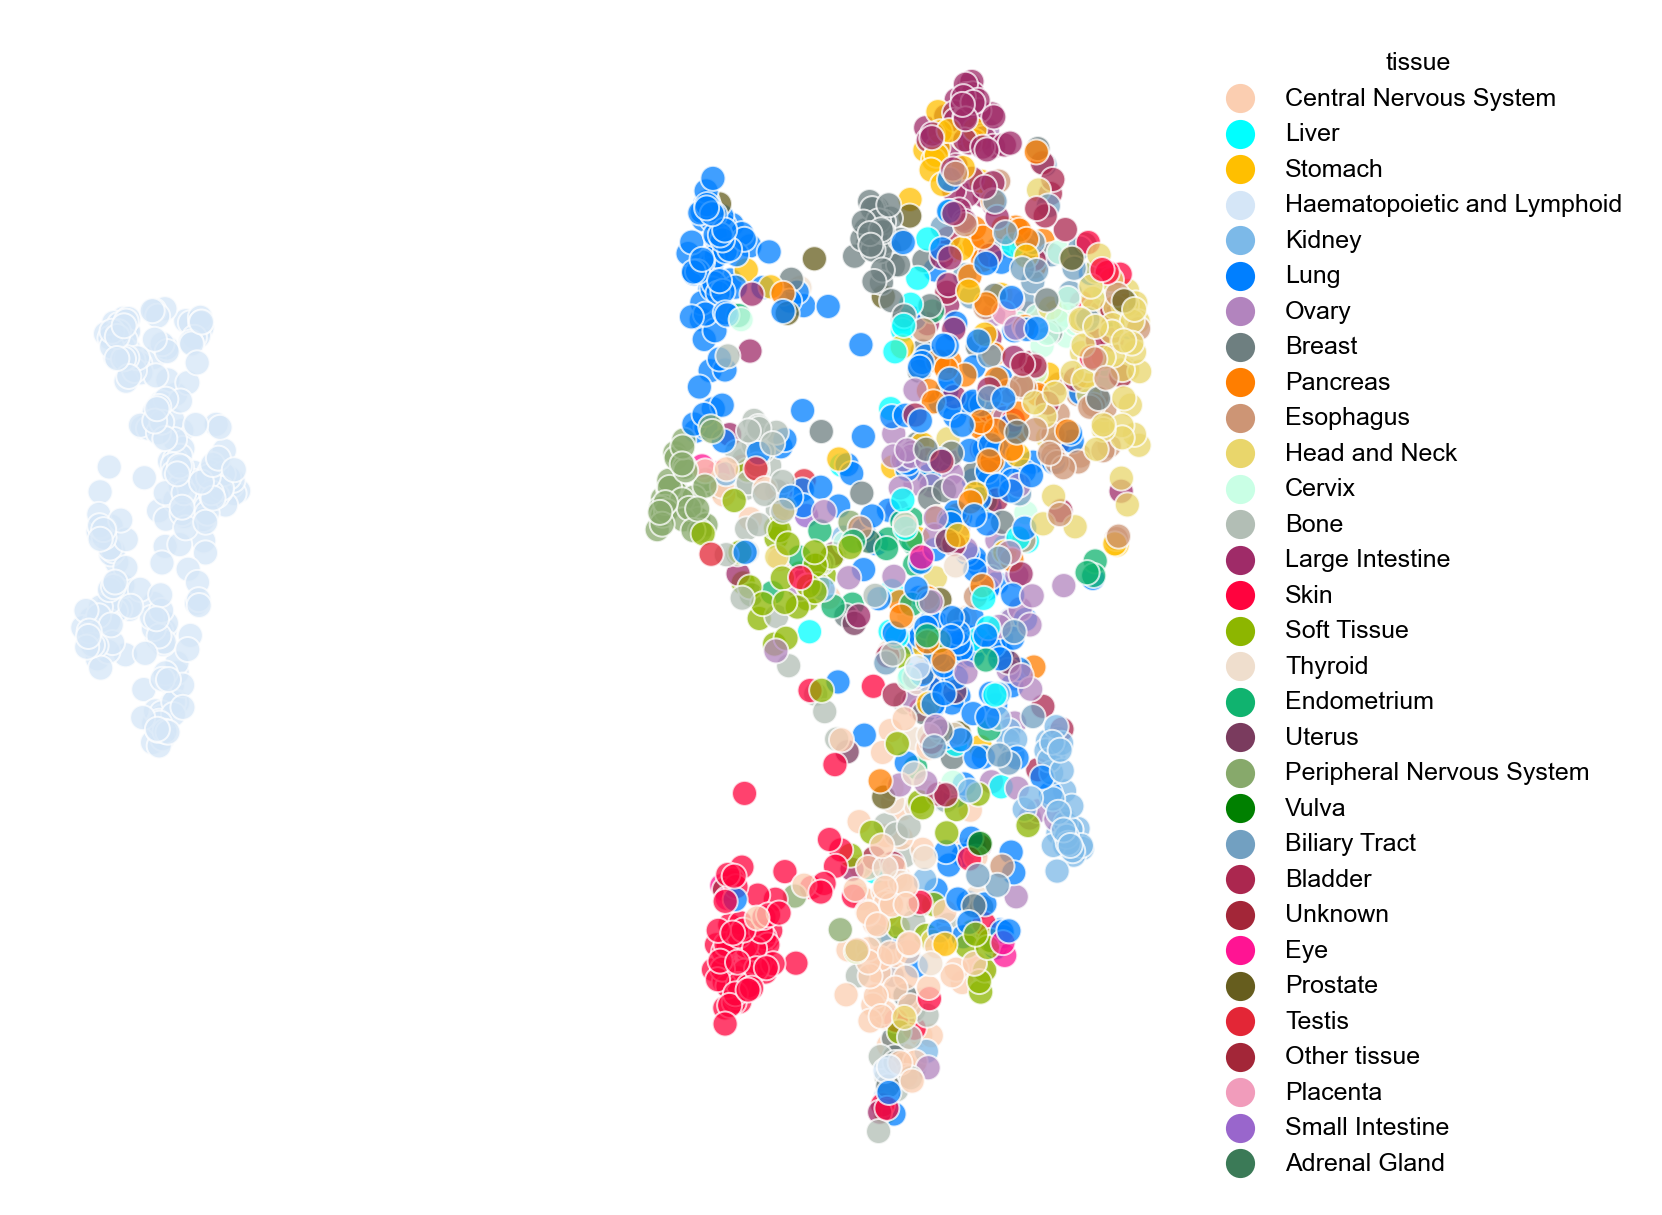 tissue
Central Nervous System
Liver
Stomach
Haematopoietic and Lymphoid
Kidney
Lung
Ovary
Breast
Pancreas
Esophagus
Head and Neck
Cervix
Bone
Large Intestine
Skin
Soft Tissue
Thyroid
Endometrium
Uterus
Peripheral Nervous System
Vulva
Biliary Tract
Bladder
Unknown
Eye
Prostate
Testis
Other tissue
Placenta
Small Intestine
Adrenal Gland